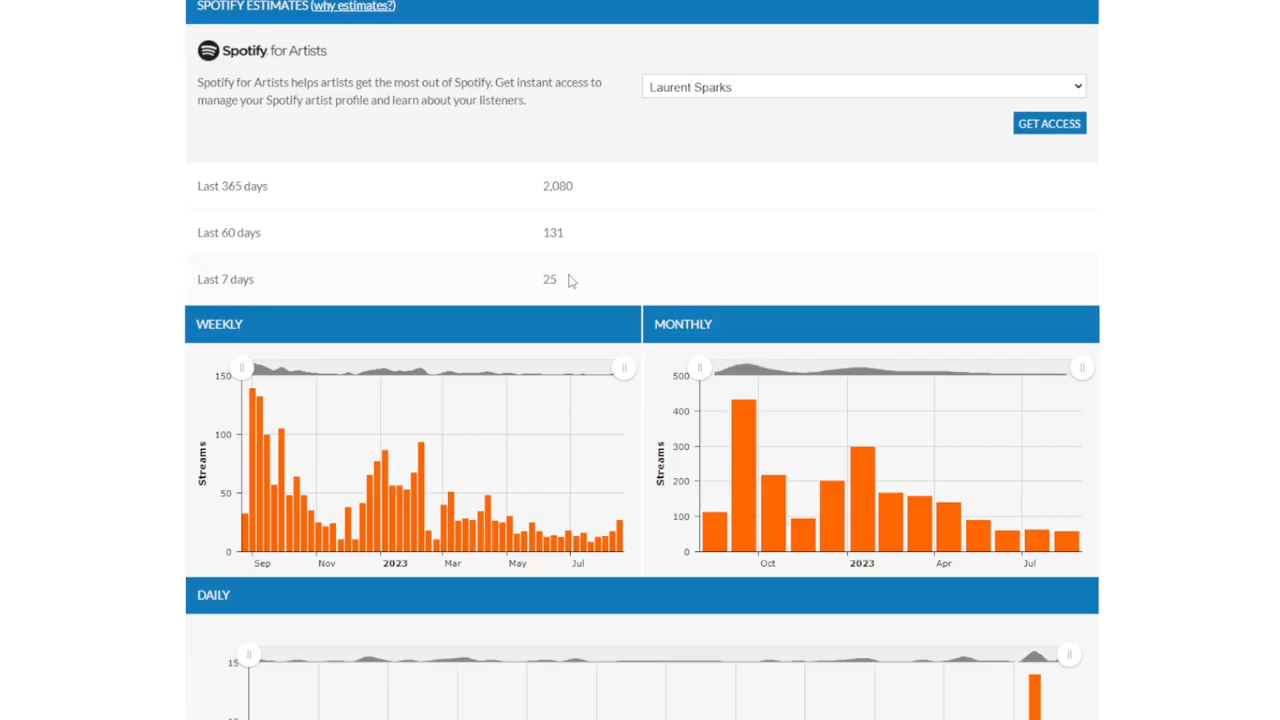 SPOTIFY ESTIMATES (why estimates?)
Spotify for Artists
Spotify for Artists helps artists get the most out of Spotify. Get instant access to
manage your Spotify artist profile and learn about your listeners.
Laurent Sparks
GET ACCESS
Last 365 days 2,080
Last 60 days 131
Last 7 days 25
WEEKLY
150
100
50
0
Streams
Sep Nov 2023 Mar May Jul
MONTHLY
500
400
300
200
100
0
Streams
Oct 2023 Apr Jul
DAILY
15